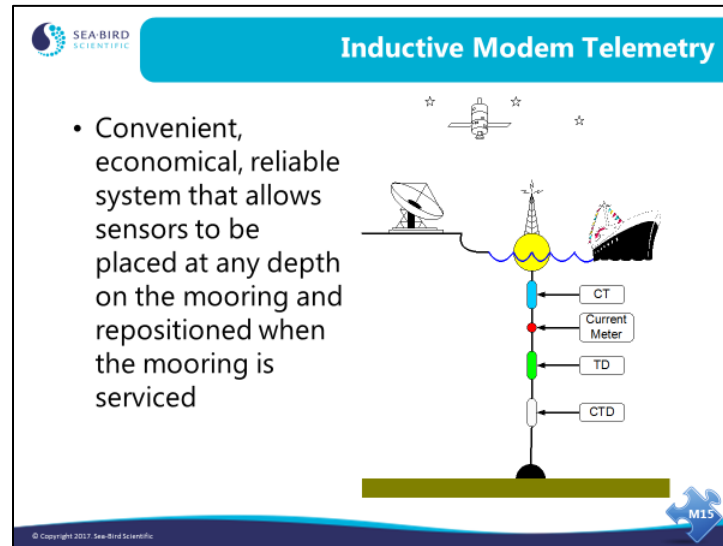 SEA·BIRD
SCIENTIFIC
Inductive Modem Telemetry
• Convenient,
economical, reliable
system that allows
sensors to be
placed at any depth
on the mooring and
repositioned when
the mooring is
serviced
CT
Current
Meter
TD
CTD
M15
© Copyright 2017 Sea-Bird Scientific